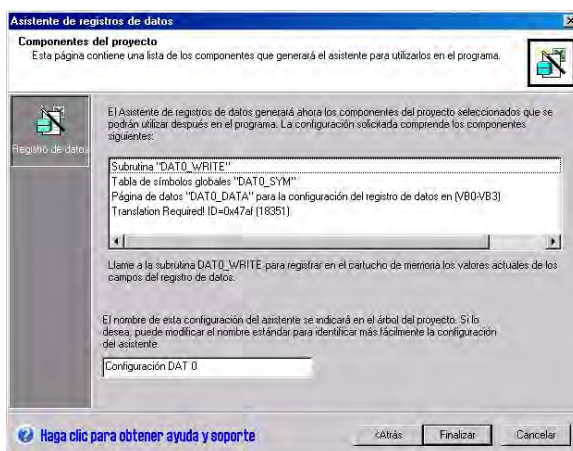 Asistente de registros de datos
Componentes del proyecto
Esta página contiene una lista de los componentes que generará el asistente para utilizarlos en el programa.
Registro de datos
El Asistente de registros de datos generará ahora los componentes del proyecto seleccionados que se
podrán utilizar después en el programa. La configuración solicitada comprende los componentes
siguientes:
Subrutina "DAT0_WRITE"
Tabla de símbolos globales "DAT0_SYM"
Página de datos "DAT0_DATA" para la configuración del registro de datos en (VB0-VB3)
Translation Required! ID=0x47af (18351)
Llame a la subrutina DAT0_WRITE para registrar en el cartucho de memoria los valores actuales de los
campos del registro de datos.
El nombre de esta configuración del asistente se indicará en el árbol del proyecto. Si lo
desea, puede modificar el nombre estándar para identificar más fácilmente la configuración
del asistente.
Configuración DAT 0
Haga clic para obtener ayuda y soporte
<Atrás
Finalizar
Cancelar